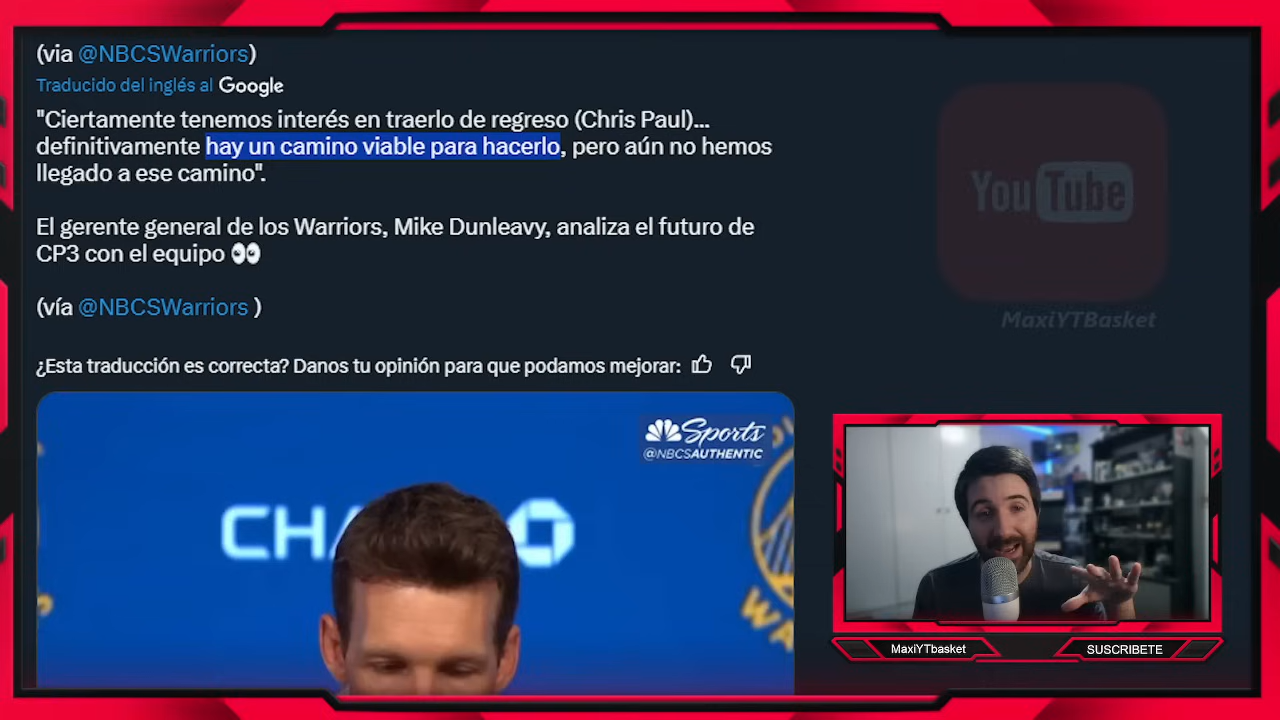 (via @NBCSWarriors)
Traducido del inglés al Google
"Ciertamente tenemos interés en traerlo de regreso (Chris Paul)...
definitivamente hay un camino viable para hacerlo, pero aún no hemos
llegado a ese camino".
El gerente general de los Warriors, Mike Dunleavy, analiza el futuro de
CP3 con el equipo 👀
(vía @NBCSWarriors )
¿Esta traducción es correcta? Danos tu opinión para que podamos mejorar:
YouTube
MaxiYTBasket
Sports
@NBCSAUTHENTIC
CHA
WA
MaxiYTbasket
SUSCRIBETE